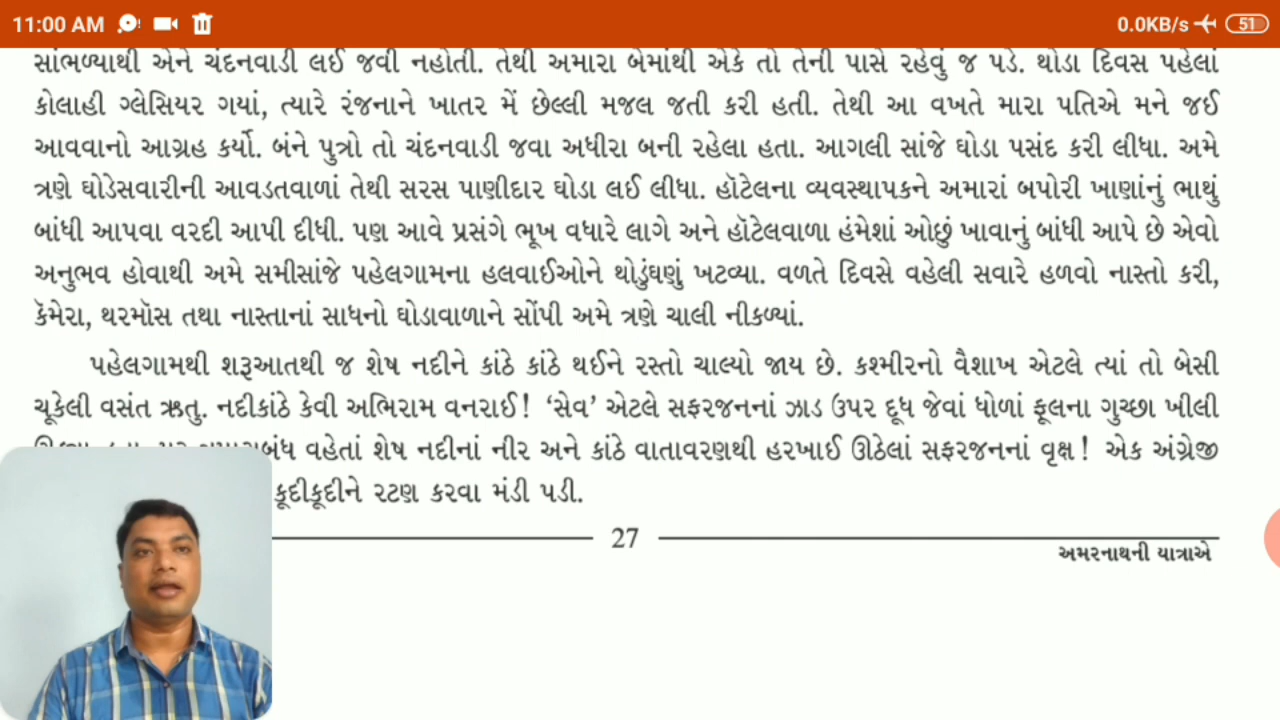 11:00 AM
0.0KB/s
51
સાંભળ્યાથી એને ચંદનવાડી લઈ જવી નહોતી. તેથી અમારા બેમાંથી એકે તો તેની પાસે રહેવું જ પડે. થોડા દિવસ પહેલાં
કોલાહી ગ્લેસિયર ગયાં, ત્યારે રંજનાને ખાતર મેં છેલ્લી મજલ જતી કરી હતી. તેથી આ વખતે મારા પતિએ મને જઈ
આવવાનો આગ્રહ કર્યો. બંને પુત્રો તો ચંદનવાડી જવા અધીરા બની રહેલા હતા. આગલી સાંજે ઘોડા પસંદ કરી લીધા. અમે
ત્રણે ઘોડેસવારીની આવડતવાળાં તેથી સરસ પાણીદાર ઘોડા લઈ લીધા. હૉટેલના વ્યવસ્થાપકને અમારાં બપોરી ખાણાંનું ભાથું
બાંધી આપવા વરદી આપી દીધી. પણ આવે પ્રસંગે ભૂખ વધારે લાગે અને હૉટેલવાળા હંમેશાં ઓછું ખાવાનું બાંધી આપે છે એવો
અનુભવ હોવાથી અમે સમીસાંજે પહેલગામના હલવાઈઓને થોડુંઘણું ખટવ્યા. વળતે દિવસે વહેલી સવારે હળવો નાસ્તો કરી,
કૅમેરા, થરમૉસ તથા નાસ્તાનાં સાધનો ઘોડાવાળાને સોંપી અમે ત્રણે ચાલી નીકળ્યાં.
પહેલગામથી શરૂઆતથી જ શેષ નદીને કાંઠે કાંઠે થઈને રસ્તો ચાલ્યો જાય છે. કશ્મીરનો વૈશાખ એટલે ત્યાં તો બેસી
ચૂકેલી વસંત ઋતુ. નદીકાંઠે કેવી અભિરામ વનરાઈ! ‘સેવ’ એટલે સફરજનનાં ઝાડ ઉપર દૂધ જેવાં ધોળાં ફૂલના ગુચ્છા ખીલી
વહેતાં શેષ નદીનાં નીર અને કાંઠે વાતાવરણથી હરખાઈ ઊઠેલાં સફરજનનાં વૃક્ષ! એક અંગ્રેજી
કૂદીકૂદીને રટણ કરવા મંડી પડી.
27
અમરનાથની યાત્રાએ